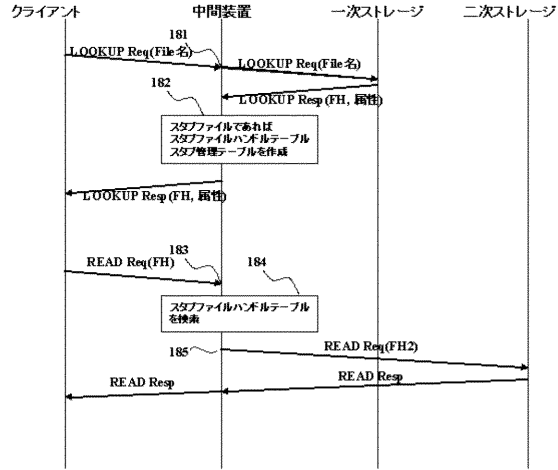 クライアント 中間装置 一次ストレージ 二次ストレージ
181
LOOKUP Req(File名) LOOKUP Req(File名)
182
LOOKUP Resp(FH, 属性)
スタブファイルであれば
スタブファイルハンドルテーブル
スタブ管理テーブルを作成
LOOKUP Resp(FH, 属性)
183
READ Req(FH)
184
スタブファイルハンドルテーブル
を検索
185
READ Req(FH2)
READ Resp
READ Resp